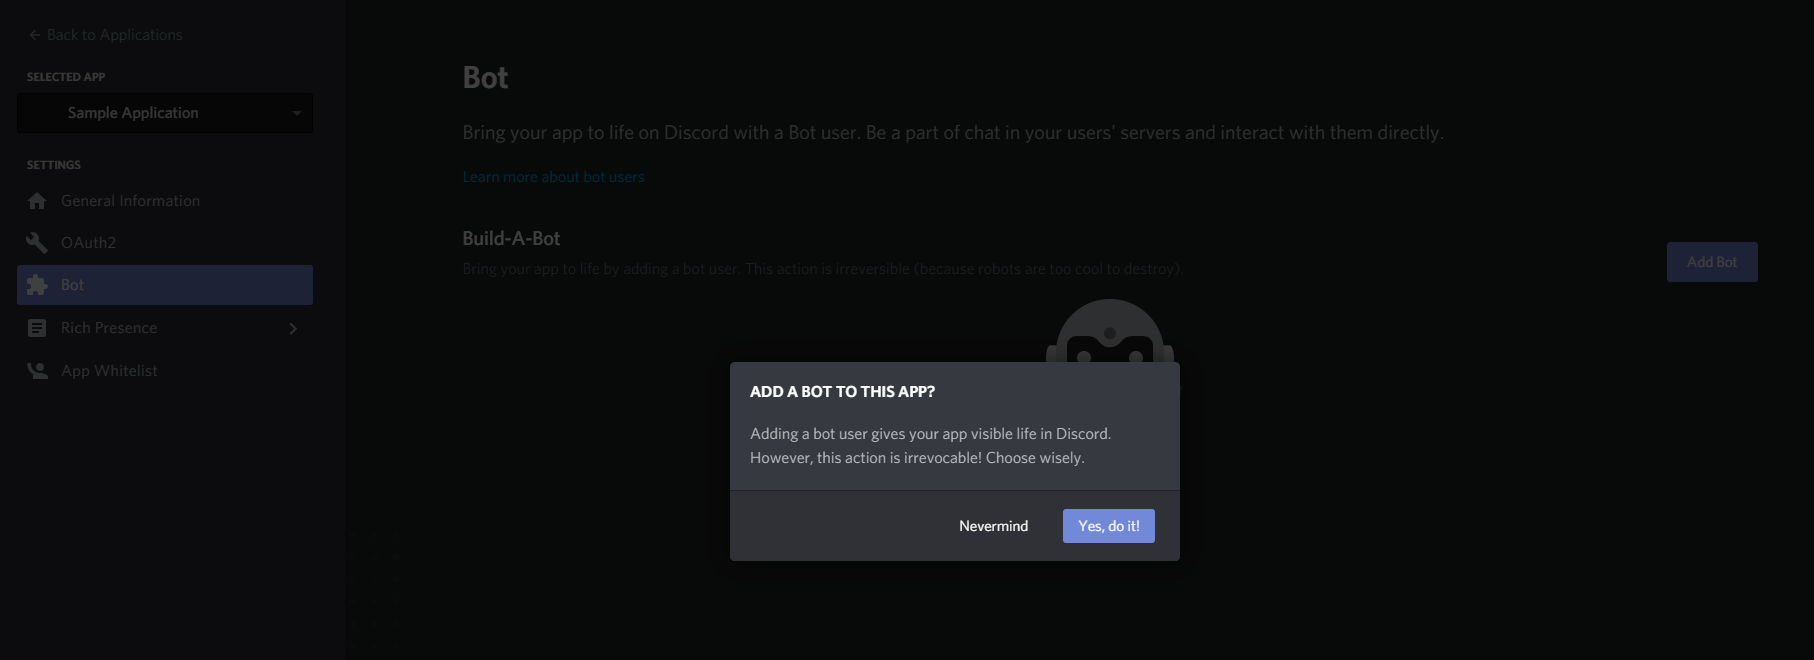 Back to Applications
SELECTED APP
Sample Application
SETTINGS
General Information
OAuth2
Bot
Rich Presence
App Whitelist
Bot
Bring your app to life on Discord with a Bot user. Be a part of chat in your users' servers and interact with them directly.
Learn more about bot users
Build-A-Bot
Bring your app to life by adding a bot user. This action is irreversible (because robots are too cool to destroy).
Add Bot
ADD A BOT TO THIS APP?
Adding a bot user gives your app visible life in Discord.
However, this action is irrevocable! Choose wisely.
Nevermind
Yes, do it!